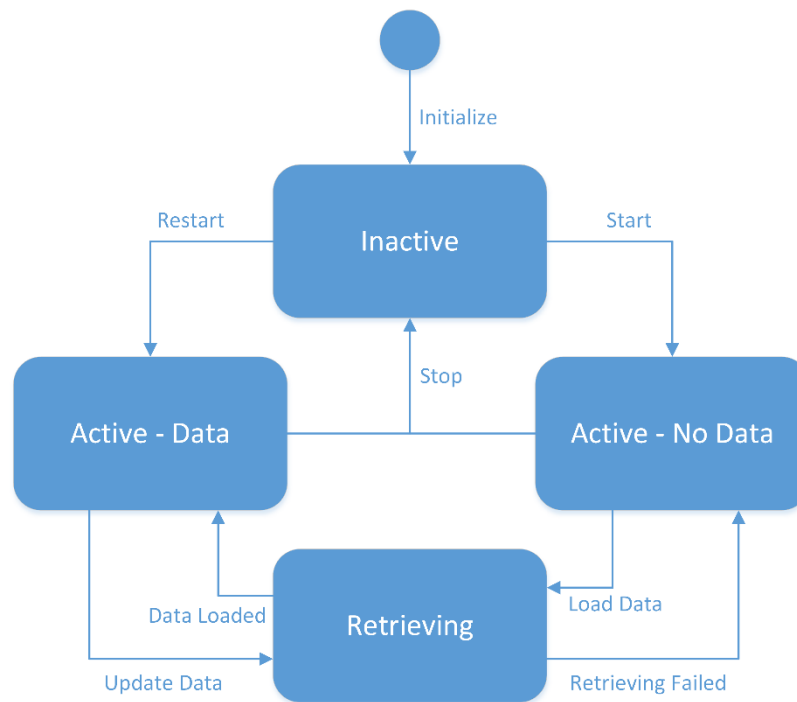 Initialize
Restart
Start
Inactive
Stop
Active - Data
Active - No Data
Data Loaded
Load Data
Retrieving
Update Data
Retrieving Failed